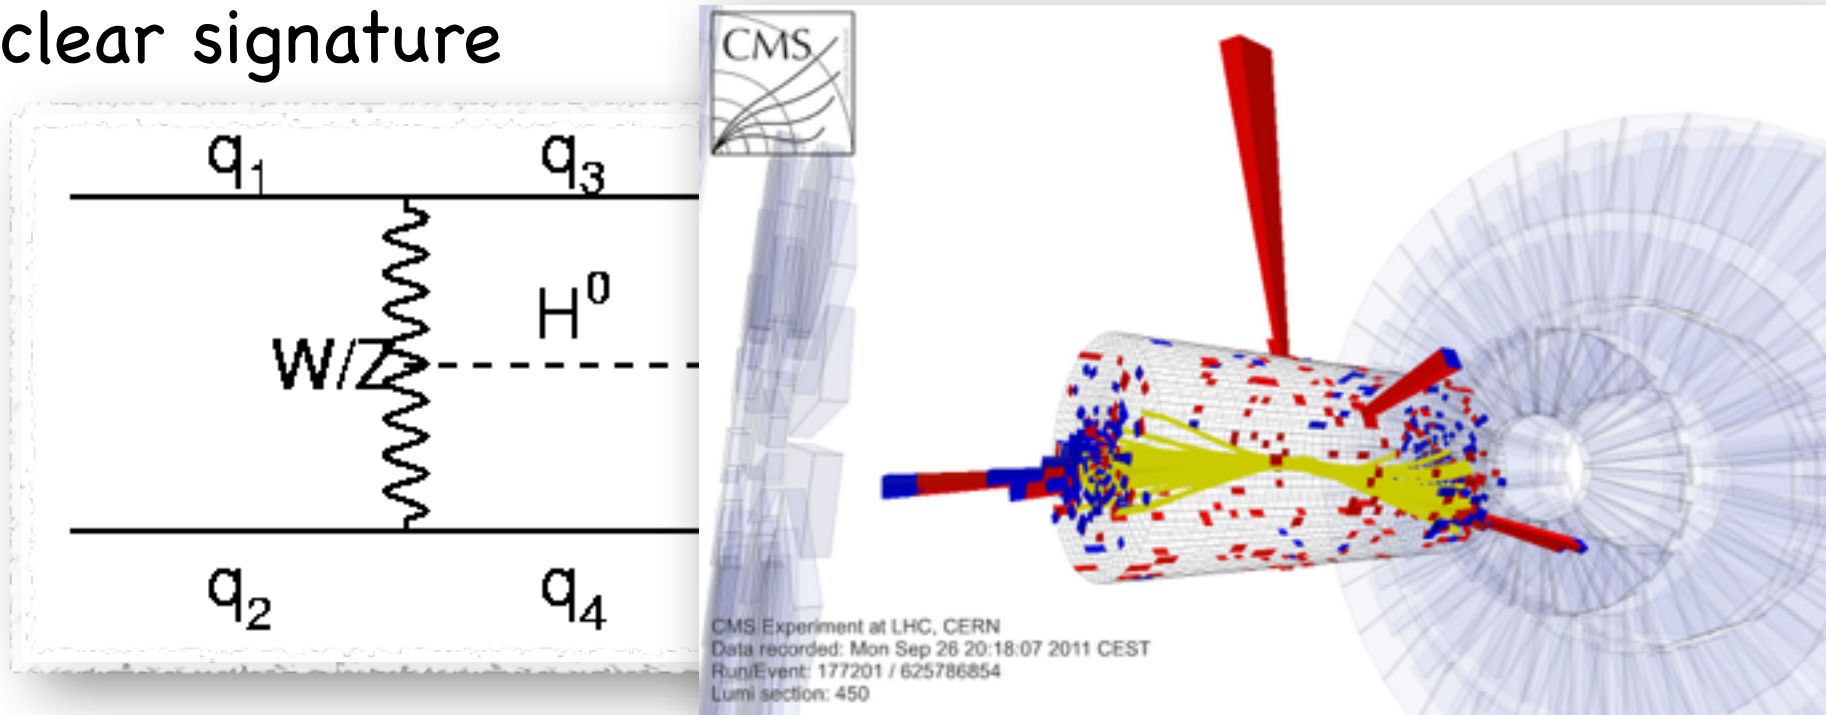 clear signature
CMS
q1
q3
H0
W/Z
q2
q4
CMS Experiment at LHC, CERN
Data recorded: Mon Sep 26 20:18:07 2011 CEST
Run/Event: 177201 / 625786854
Lumi section: 450